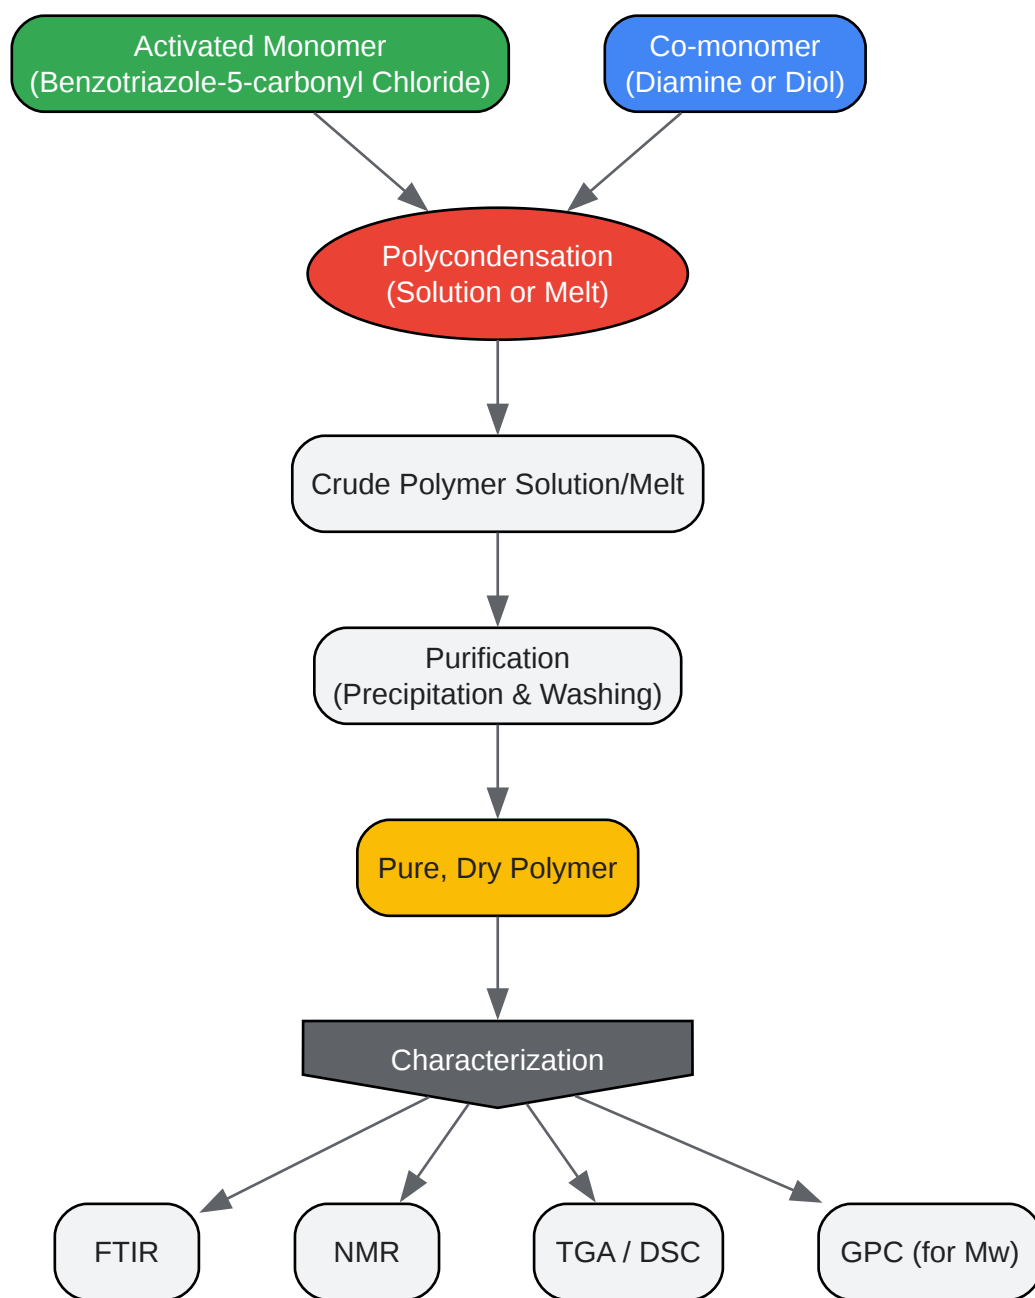 Activated Monomer
(Benzotriazole-5-carbonyl Chloride)
Co-monomer
(Diamine or Diol)
Polycondensation
(Solution or Melt)
Crude Polymer Solution/Melt
Purification
(Precipitation & Washing)
Pure, Dry Polymer
Characterization
FTIR
NMR
TGA / DSC
GPC (for Mw)